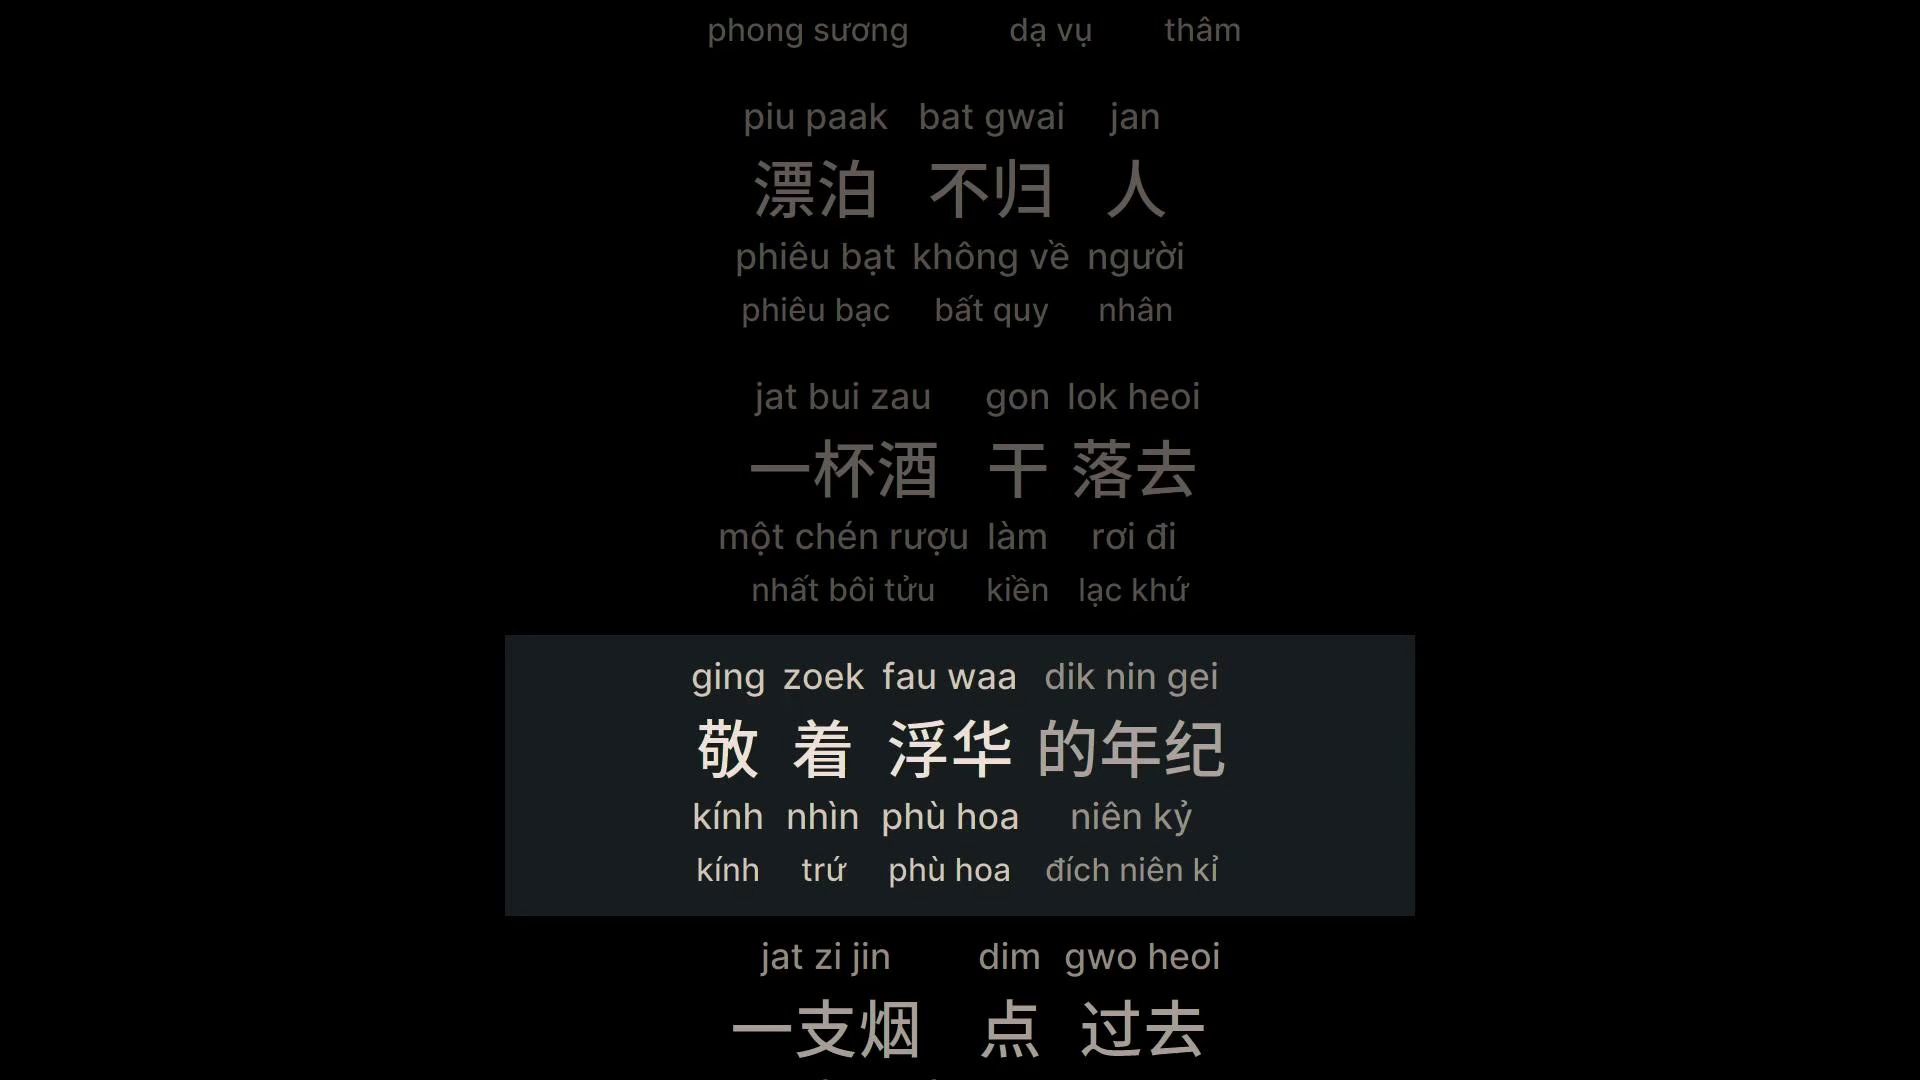 phong sương dạ vụ thâm
piu paak bat gwai jan
漂泊 不归 人
phiêu bạt không về người
phiêu bạc bất quy nhân
jat bui zau gon lok heoi
一杯酒 干 落去
một chén rượu làm rơi đi
nhất bôi tửu kiền lạc khứ
ging zoek fau waa dik nin gei
敬 着 浮华 的年纪
kính nhìn phù hoa niên kỷ
kính trứ phù hoa đích niên kỉ
jat zi jin dim gwo heoi
一支烟 点 过去